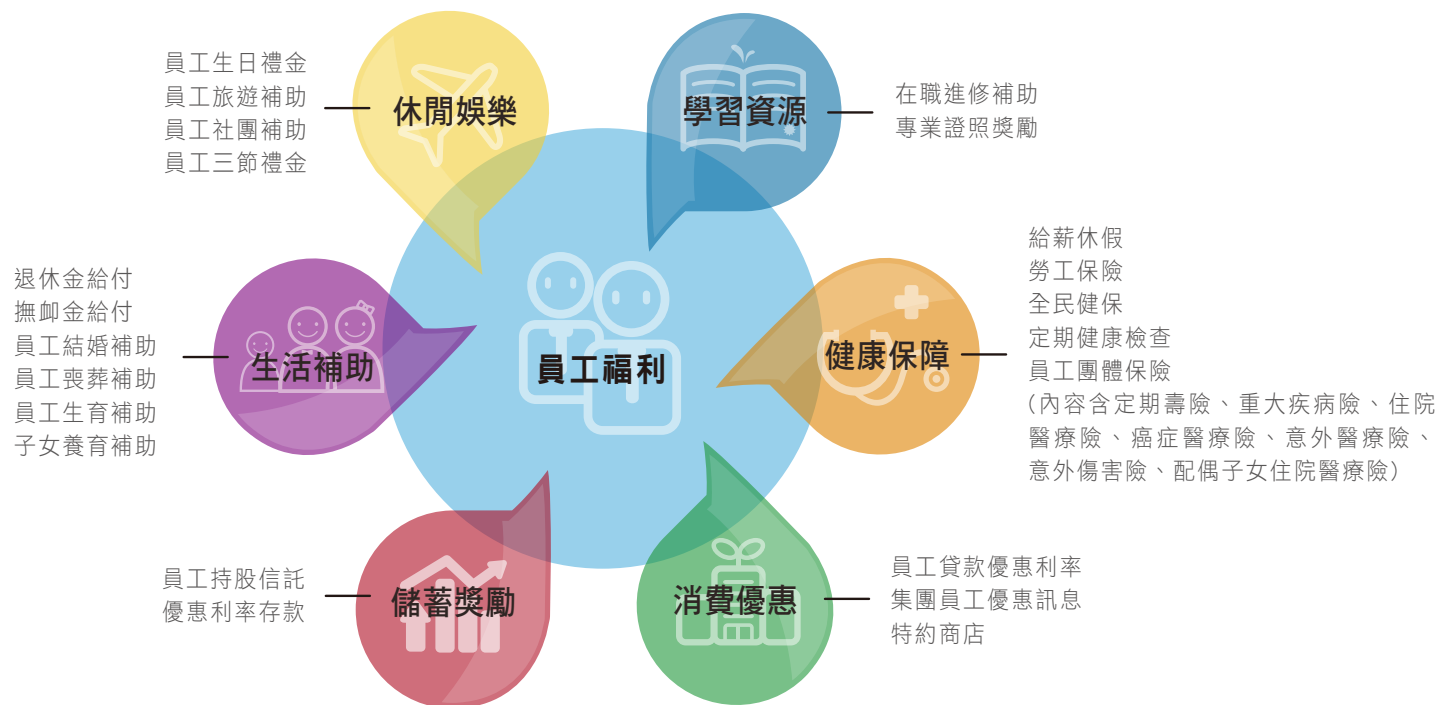 員工生日禮金
員工旅遊補助
員工社團補助
員工三節禮金
休閒娛樂
學習資源
在職進修補助
專業證照獎勵
退休金給付
撫卹金給付
員工結婚補助
員工喪葬補助
員工生育補助
子女養育補助
生活補助
員工福利
健康保障
給薪休假
勞工保險
全民健保
定期健康檢查
員工團體保險
(內容含定期壽險、重大疾病險、住院
醫療險、癌症醫療險、意外醫療險、
意外傷害險、配偶子女住院醫療險)
員工持股信託
優惠利率存款
儲蓄獎勵
消費優惠
員工貸款優惠利率
集團員工優惠訊息
特約商店